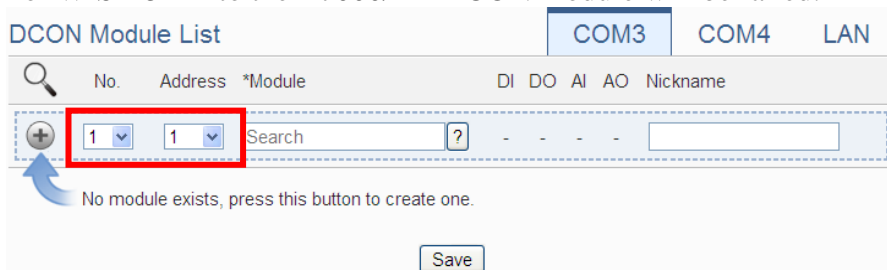 DCON Module List COM3 COM4 LAN
No. Address *Module DI DO AI AO Nickname
1 1 Search ? - - - -
No module exists, press this button to create one.
Save